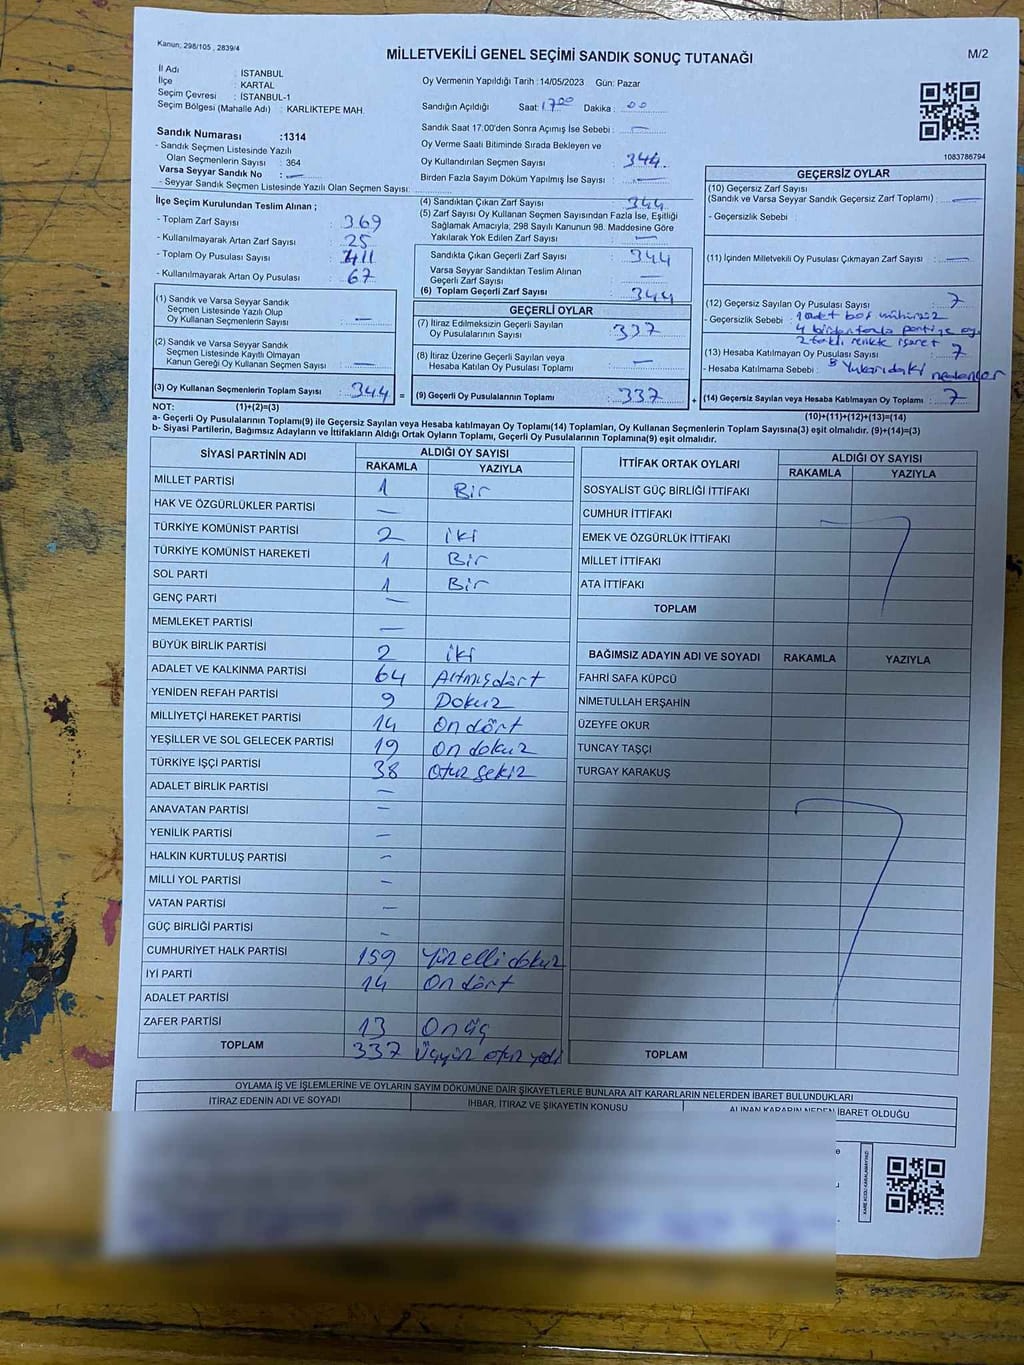 Kanun; 298/105 , 2839/4
MİLLETVEKİLİ GENEL SEÇİMİ SANDIK SONUÇ TUTANAĞI
M/2
İl Adı : İSTANBUL
İlçe : KARTAL
Seçim Çevresi : İSTANBUL-1
Seçim Bölgesi (Mahalle Adı) : KARLIKTEPE MAH.
Sandık Numarası :1314
- Sandık Seçmen Listesinde Yazılı
Olan Seçmenlerin Sayısı : 364
Varsa Seyyar Sandık No : —
- Seyyar Sandık Seçmen Listesinde Yazılı Olan Seçmen Sayısı:
Oy Vermenin Yapıldığı Tarih :14/05/2023 Gün: Pazar
Sandığın Açıldığı Saat: 17 00 Dakika : 00
Sandık Saat 17.00'den Sonra Açımış İse Sebebi : —
Oy Verme Saati Bitiminde Sırada Bekleyen ve
Oy Kullandırılan Seçmen Sayısı : 344
Birden Fazla Sayım Döküm Yapılmış İse Sayısı : —
1083786794
İlçe Seçim Kurulundan Teslim Alınan ;
- Toplam Zarf Sayısı : 369
- Kullanılmayarak Artan Zarf Sayısı : 25
- Toplam Oy Pusulası Sayısı : 411
- Kullanılmayarak Artan Oy Pusulası : 67
(1) Sandık ve Varsa Seyyar Sandık
Seçmen Listesinde Yazılı Olup
Oy Kullanan Seçmenlerin Sayısı : —
(2) Sandık ve Varsa Seyyar Sandık
Seçmen Listesinde Kayıtlı Olmayan
Kanun Gereği Oy Kullanan Seçmen Sayısı : —
(3) Oy Kullanan Seçmenlerin Toplam Sayısı : 344 =
(4) Sandıktan Çıkan Zarf Sayısı : 344
(5) Zarf Sayısı Oy Kullanan Seçmen Sayısından Fazla İse, Eşitliği
Sağlamak Amacıyla, 298 Sayılı Kanunun 98. Maddesine Göre
Yakılarak Yok Edilen Zarf Sayısı : —
Sandıkta Çıkan Geçerli Zarf Sayısı : 344
Varsa Seyyar Sandıktan Teslim Alınan
Geçerli Zarf Sayısı : —
(6) Toplam Geçerli Zarf Sayısı : 344
GEÇERLİ OYLAR
(7) İtiraz Edilmeksizin Geçerli Sayılan
Oy Pusulalarının Sayısı : 337
(8) İtiraz Üzerine Geçerli Sayılan veya
Hesaba Katılan Oy Pusulası Toplamı : —
(9) Geçerli Oy Pusulalarının Toplamı : 337 +
GEÇERSİZ OYLAR
(10) Geçersiz Zarf Sayısı
(Sandık ve Varsa Seyyar Sandık Geçersiz Zarf Toplamı) : —
- Geçersizlik Sebebi :
(11) İçinden Milletvekili Oy Pusulası Çıkmayan Zarf Sayısı : —
(12) Geçersiz Sayılan Oy Pusulası Sayısı : 7
- Geçersizlik Sebebi : 1 adet boş mühürsüz
4 birden fazla partiye oy
2 farklı renkte işaret
(13) Hesaba Katılmayan Oy Pusulası Sayısı : 7
- Hesaba Katılmama Sebebi : Yukarıdaki nedenler
(14) Geçersiz Sayılan veya Hesaba Katılmayan Oy Toplamı : 7
NOT: (1)+(2)=(3)
(10)+(11)+(12)+(13)=(14)
a- Geçerli Oy Pusulalarının Toplamı(9) ile Geçersiz Sayılan veya Hesaba katılmayan Oy Toplamı(14) Toplamları, Oy Kullanan Seçmenlerin Toplam Sayısına(3) eşit olmalıdır. (9)+(14)=(3)
b- Siyasi Partilerin, Bağımsız Adayların ve İttifakların Aldığı Ortak Oyların Toplamı, Geçerli Oy Pusulalarının Toplamına(9) eşit olmalıdır.
SİYASİ PARTİNİN ADI ALDIĞI OY SAYISI
RAKAMLA YAZIYLA
MİLLET PARTİSİ 1 Bir
HAK VE ÖZGÜRLÜKLER PARTİSİ —
TÜRKİYE KOMÜNİST PARTİSİ 2 iki
TÜRKİYE KOMÜNİST HAREKETİ 1 Bir
SOL PARTİ 1 Bir
GENÇ PARTİ —
MEMLEKET PARTİSİ —
BÜYÜK BİRLİK PARTİSİ 2 iki
ADALET VE KALKINMA PARTİSİ 64 Altmışdört
YENİDEN REFAH PARTİSİ 9 Dokuz
MİLLİYETÇİ HAREKET PARTİSİ 14 On dört
YEŞİLLER VE SOL GELECEK PARTİSİ 19 On dokuz
TÜRKİYE İŞÇİ PARTİSİ 38 Otuz sekiz
ADALET BİRLİK PARTİSİ —
ANAVATAN PARTİSİ —
YENİLİK PARTİSİ —
HALKIN KURTULUŞ PARTİSİ —
MİLLİ YOL PARTİSİ —
VATAN PARTİSİ —
GÜÇ BİRLİĞİ PARTİSİ —
CUMHURİYET HALK PARTİSİ 159 Yüz elli dokuz
İYİ PARTİ 14 On dört
ADALET PARTİSİ
ZAFER PARTİSİ 13 On üç
TOPLAM 337 Üçyüz otuz yedi
İTTİFAK ORTAK OYLARI ALDIĞI OY SAYISI
RAKAMLA YAZIYLA
SOSYALİST GÜÇ BİRLİĞİ İTTİFAKI
CUMHUR İTTİFAKI
EMEK VE ÖZGÜRLÜK İTTİFAKI
MİLLET İTTİFAKI
ATA İTTİFAKI
TOPLAM
BAĞIMSIZ ADAYIN ADI VE SOYADI RAKAMLA YAZIYLA
FAHRİ SAFA KÜPCÜ
NİMETULLAH ERŞAHİN
ÜZEYFE OKUR
TUNCAY TAŞÇI
TURGAY KARAKUŞ
TOPLAM
OYLAMA İŞ VE İŞLEMLERİNE VE OYLARIN SAYIM DÖKÜMÜNE DAİR ŞİKAYETLERLE BUNLARA AİT KARARLARIN NELERDEN İBARET BULUNDUKLARI
İTİRAZ EDENİN ADI VE SOYADI İHBAR, İTİRAZ VE ŞİKAYETİN KONUSU ALINAN KARARIN NEDEN İBARET OLDUĞU
KARE KODU KARALAMAYINIZ!